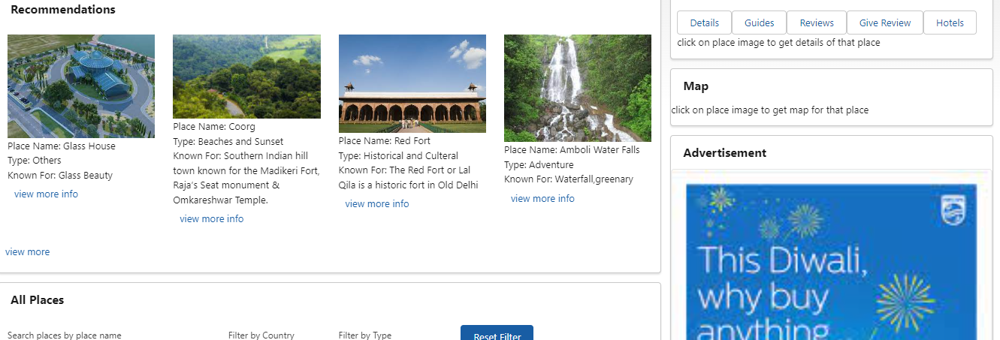 Recommendations
Place Name: Glass House
Type: Others
Known For: Glass Beauty
view more info
Place Name: Coorg
Type: Beaches and Sunset
Known For: Southern Indian hill
town known for the Madikeri Fort,
Raja's Seat monument &
Omkareshwar Temple.
view more info
Place Name: Red Fort
Type: Historical and Culteral
Known For: The Red Fort or Lal
Qila is a historic fort in Old Delhi
view more info
Place Name: Amboli Water Falls
Type: Adventure
Known For: Waterfall,greenary
view more info
view more
All Places
Search places by place name
Filter by Country
Filter by Type
Reset Filter
Details
Guides
Reviews
Give Review
Hotels
click on place image to get details of that place
Map
click on place image to get map for that place
Advertisement
This Diwali,
why buy
anything